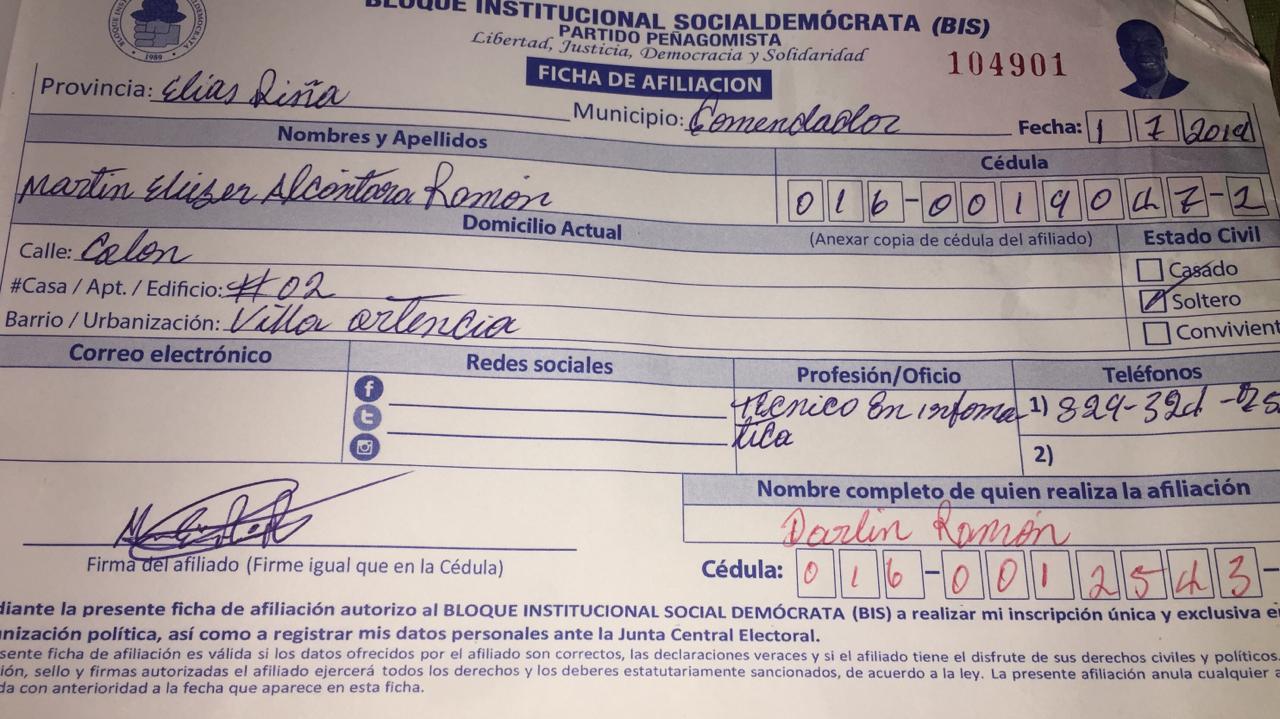 BLOQUE INSTITUCIONAL SOCIALDEMÓCRATA (BIS)
PARTIDO PEÑAGOMISTA
Libertad, Justicia, Democracia y Solidaridad
1989
104901
FICHA DE AFILIACION
Provincia: Elias Piña
Municipio: Comendador
Fecha: 1 7 2019
Nombres y Apellidos
Cédula
Martin Eliezer Alcántara Ramón
016-0019047-2
Domicilio Actual
(Anexar copia de cédula del afiliado)
Estado Civil
Calle: Colon
Casado
#Casa / Apt. / Edificio: #02
Soltero
Barrio / Urbanización: Villa ortencia
Convivient
Correo electrónico
Redes sociales
Profesión/Oficio
Teléfonos
Técnico En infoma
tica
1) 829-324
2)
Nombre completo de quien realiza la afiliación
Darlin Ramón
Firma del afiliado (Firme igual que en la Cédula)
Cédula: 016-0012543-
diante la presente ficha de afiliación autorizo al BLOQUE INSTITUCIONAL SOCIAL DEMÓCRATA (BIS) a realizar mi inscripción única y exclusiva e
nización política, así como a registrar mis datos personales ante la Junta Central Electoral.
sente ficha de afiliación es válida si los datos ofrecidos por el afiliado son correctos, las declaraciones veraces y si el afiliado tiene el disfrute de sus derechos civiles y políticos.
ión, sello y firmas autorizadas el afiliado ejercerá todos los derechos y los deberes estatutariamente sancionados, de acuerdo a la ley. La presente afiliación anula cualquier a
da con anterioridad a la fecha que aparece en esta ficha.